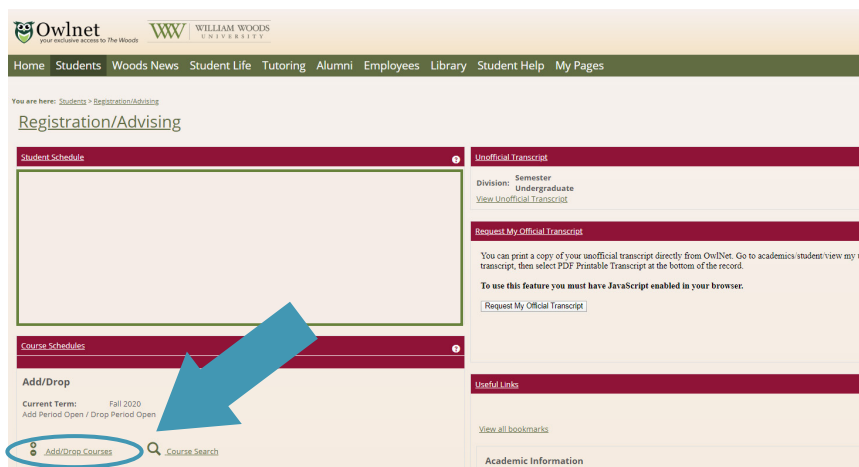 Owlnet
your exclusive access to The Woods
WWW WILLIAM WOODS
UNIVERSITY
Home Students Woods News Student Life Tutoring Alumni Employees Library Student Help My Pages
You are here: Students > Registration/Advising
Registration/Advising
Student Schedule
Unofficial Transcript
Division: Semester
Undergraduate
View Unofficial Transcript
Request My Official Transcript
You can print a copy of your unofficial transcript directly from OwlNet. Go to academics/student/view my
transcript, then select PDF Printable Transcript at the bottom of the record.
To use this feature you must have JavaScript enabled in your browser.
Request My Official Transcript
Course Schedules
Add/Drop
Current Term: Fall 2020
Add Period Open / Drop Period Open
Add/Drop Courses
Course Search
Useful Links
View all bookmarks
Academic Information